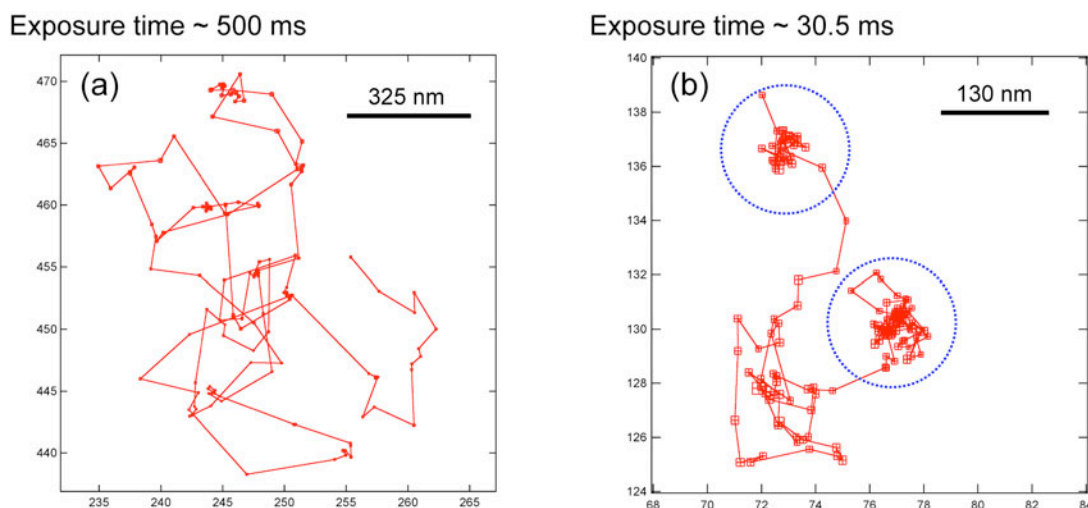 Exposure time ~ 500 ms
Exposure time ~ 30.5 ms
(a)
325 nm
470
465
460
455
450
445
440
235 240 245 250 255 260 265
(b)
130 nm
140
138
136
134
132
130
128
126
124
68 70 72 74 76 78 80 82 84